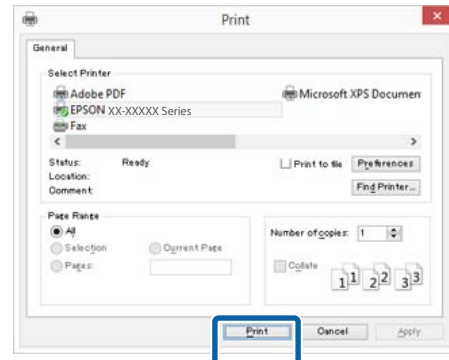 Print
General
Select Printer
Adobe PDF
Microsoft XPS Documen
EPSON XX-XXXXX Series
Fax
Status: Ready
Print to file
Preferences
Location:
Comment:
Find Printer...
Page Range
All
Selection
Current Page
Pages:
Number of copies: 1
Collate
1 1 2 2 3 3
Print
Cancel
Apply